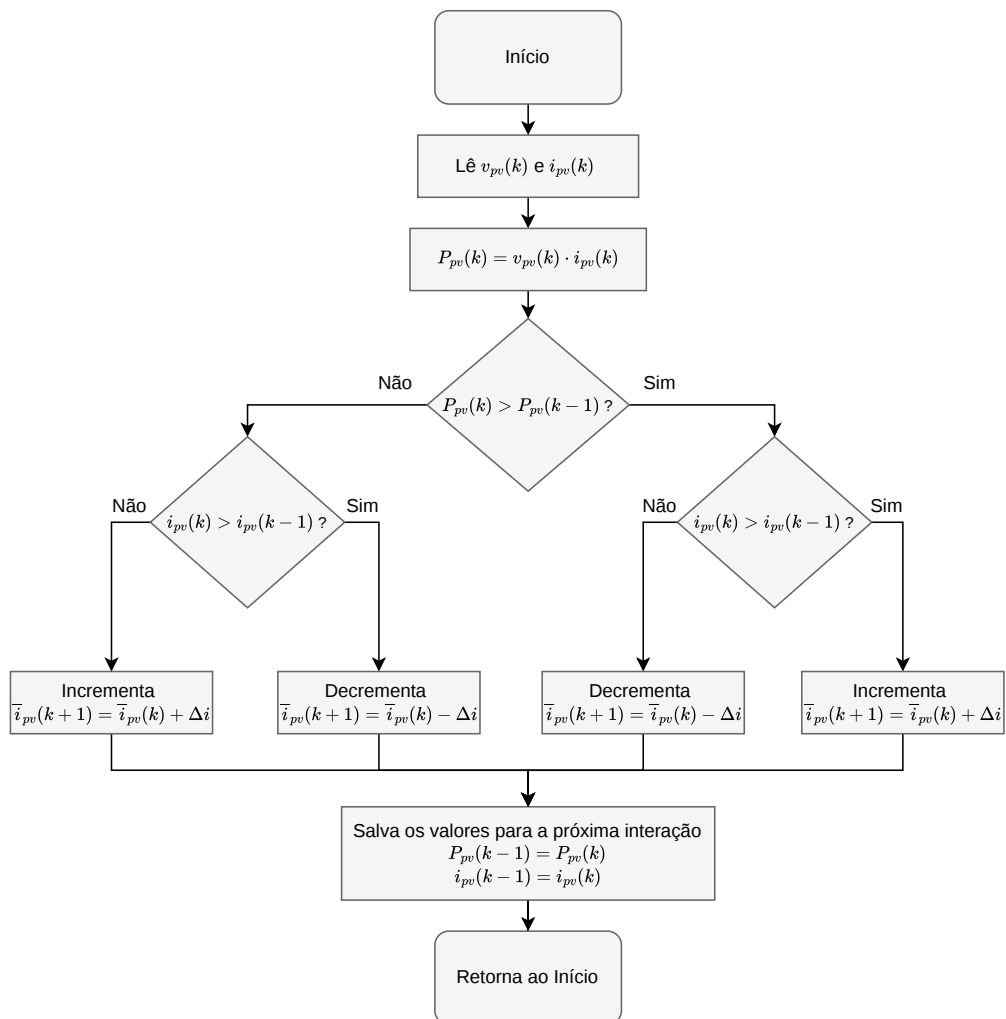 Início
Lê $v_{pv}(k)$ e $i_{pv}(k)$
$P_{pv}(k) = v_{pv}(k) \cdot i_{pv}(k)$
Não
Sim
$P_{pv}(k) > P_{pv}(k-1)$ ?
Não
Sim
$i_{pv}(k) > i_{pv}(k-1)$ ?
Não
Sim
$i_{pv}(k) > i_{pv}(k-1)$ ?
Incrementa
$\overline{i}_{pv}(k+1) = \overline{i}_{pv}(k) + \Delta i$
Decrementa
$\overline{i}_{pv}(k+1) = \overline{i}_{pv}(k) - \Delta i$
Decrementa
$\overline{i}_{pv}(k+1) = \overline{i}_{pv}(k) - \Delta i$
Incrementa
$\overline{i}_{pv}(k+1) = \overline{i}_{pv}(k) + \Delta i$
Salva os valores para a próxima interação
$P_{pv}(k-1) = P_{pv}(k)$
$i_{pv}(k-1) = i_{pv}(k)$
Retorna ao Início